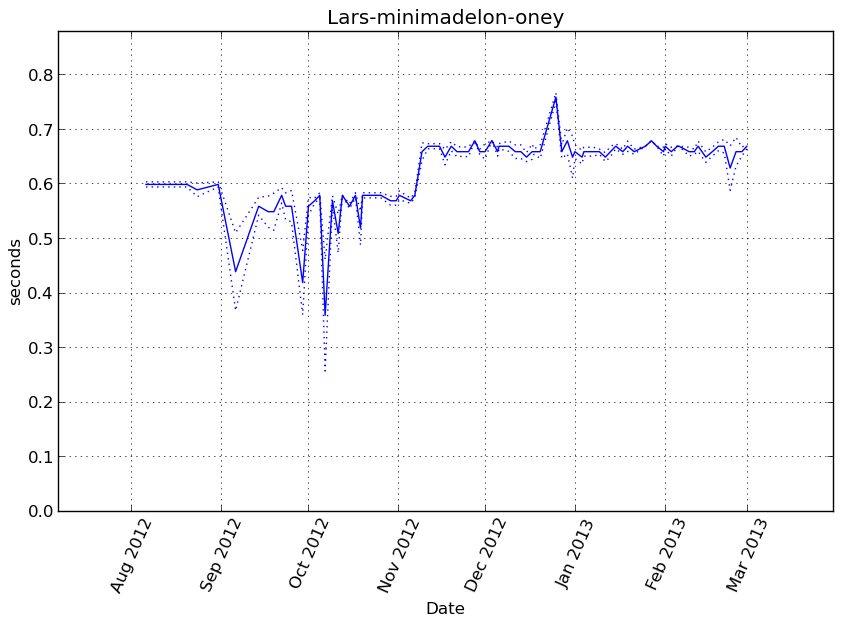 Lars-minimadelon-oney
0.8
0.7
0.6
0.5
0.4
0.3
0.2
0.1
0.0
seconds
Aug 2012
Sep 2012
Oct 2012
Nov 2012
Dec 2012
Jan 2013
Feb 2013
Mar 2013
Date